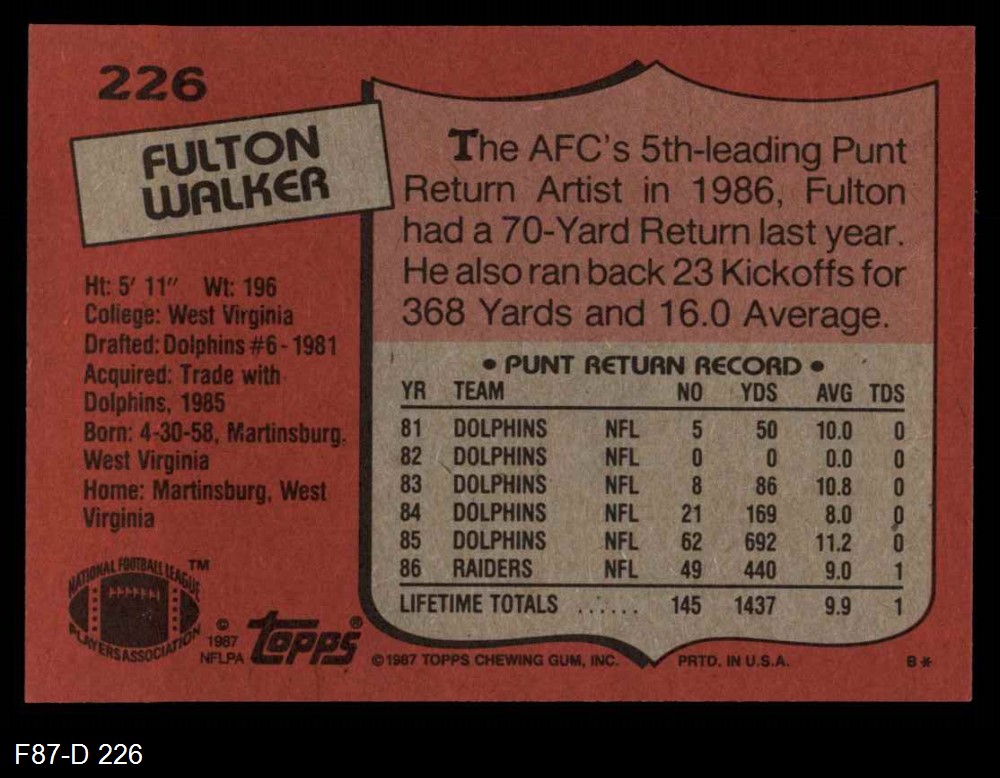 226
FULTON
WALKER
Ht: 5' 11" Wt: 196
College: West Virginia
Drafted: Dolphins #6 - 1981
Acquired: Trade with
Dolphins, 1985
Born: 4-30-58, Martinsburg,
West Virginia
Home: Martinsburg, West
Virginia
NATIONAL FOOTBALL LEAGUE ™
PLAYERS ASSOCIATION
© 1987 NFLPA
topps®
The AFC's 5th-leading Punt
Return Artist in 1986, Fulton
had a 70-Yard Return last year.
He also ran back 23 Kickoffs for
368 Yards and 16.0 Average.
• PUNT RETURN RECORD •
YR TEAM NO YDS AVG TDS
81 DOLPHINS NFL 5 50 10.0 0
82 DOLPHINS NFL 0 0 0.0 0
83 DOLPHINS NFL 8 86 10.8 0
84 DOLPHINS NFL 21 169 8.0 0
85 DOLPHINS NFL 62 692 11.2 0
86 RAIDERS NFL 49 440 9.0 1
LIFETIME TOTALS ...... 145 1437 9.9 1
© 1987 TOPPS CHEWING GUM, INC. PRTD. IN U.S.A. B*
F87-D 226